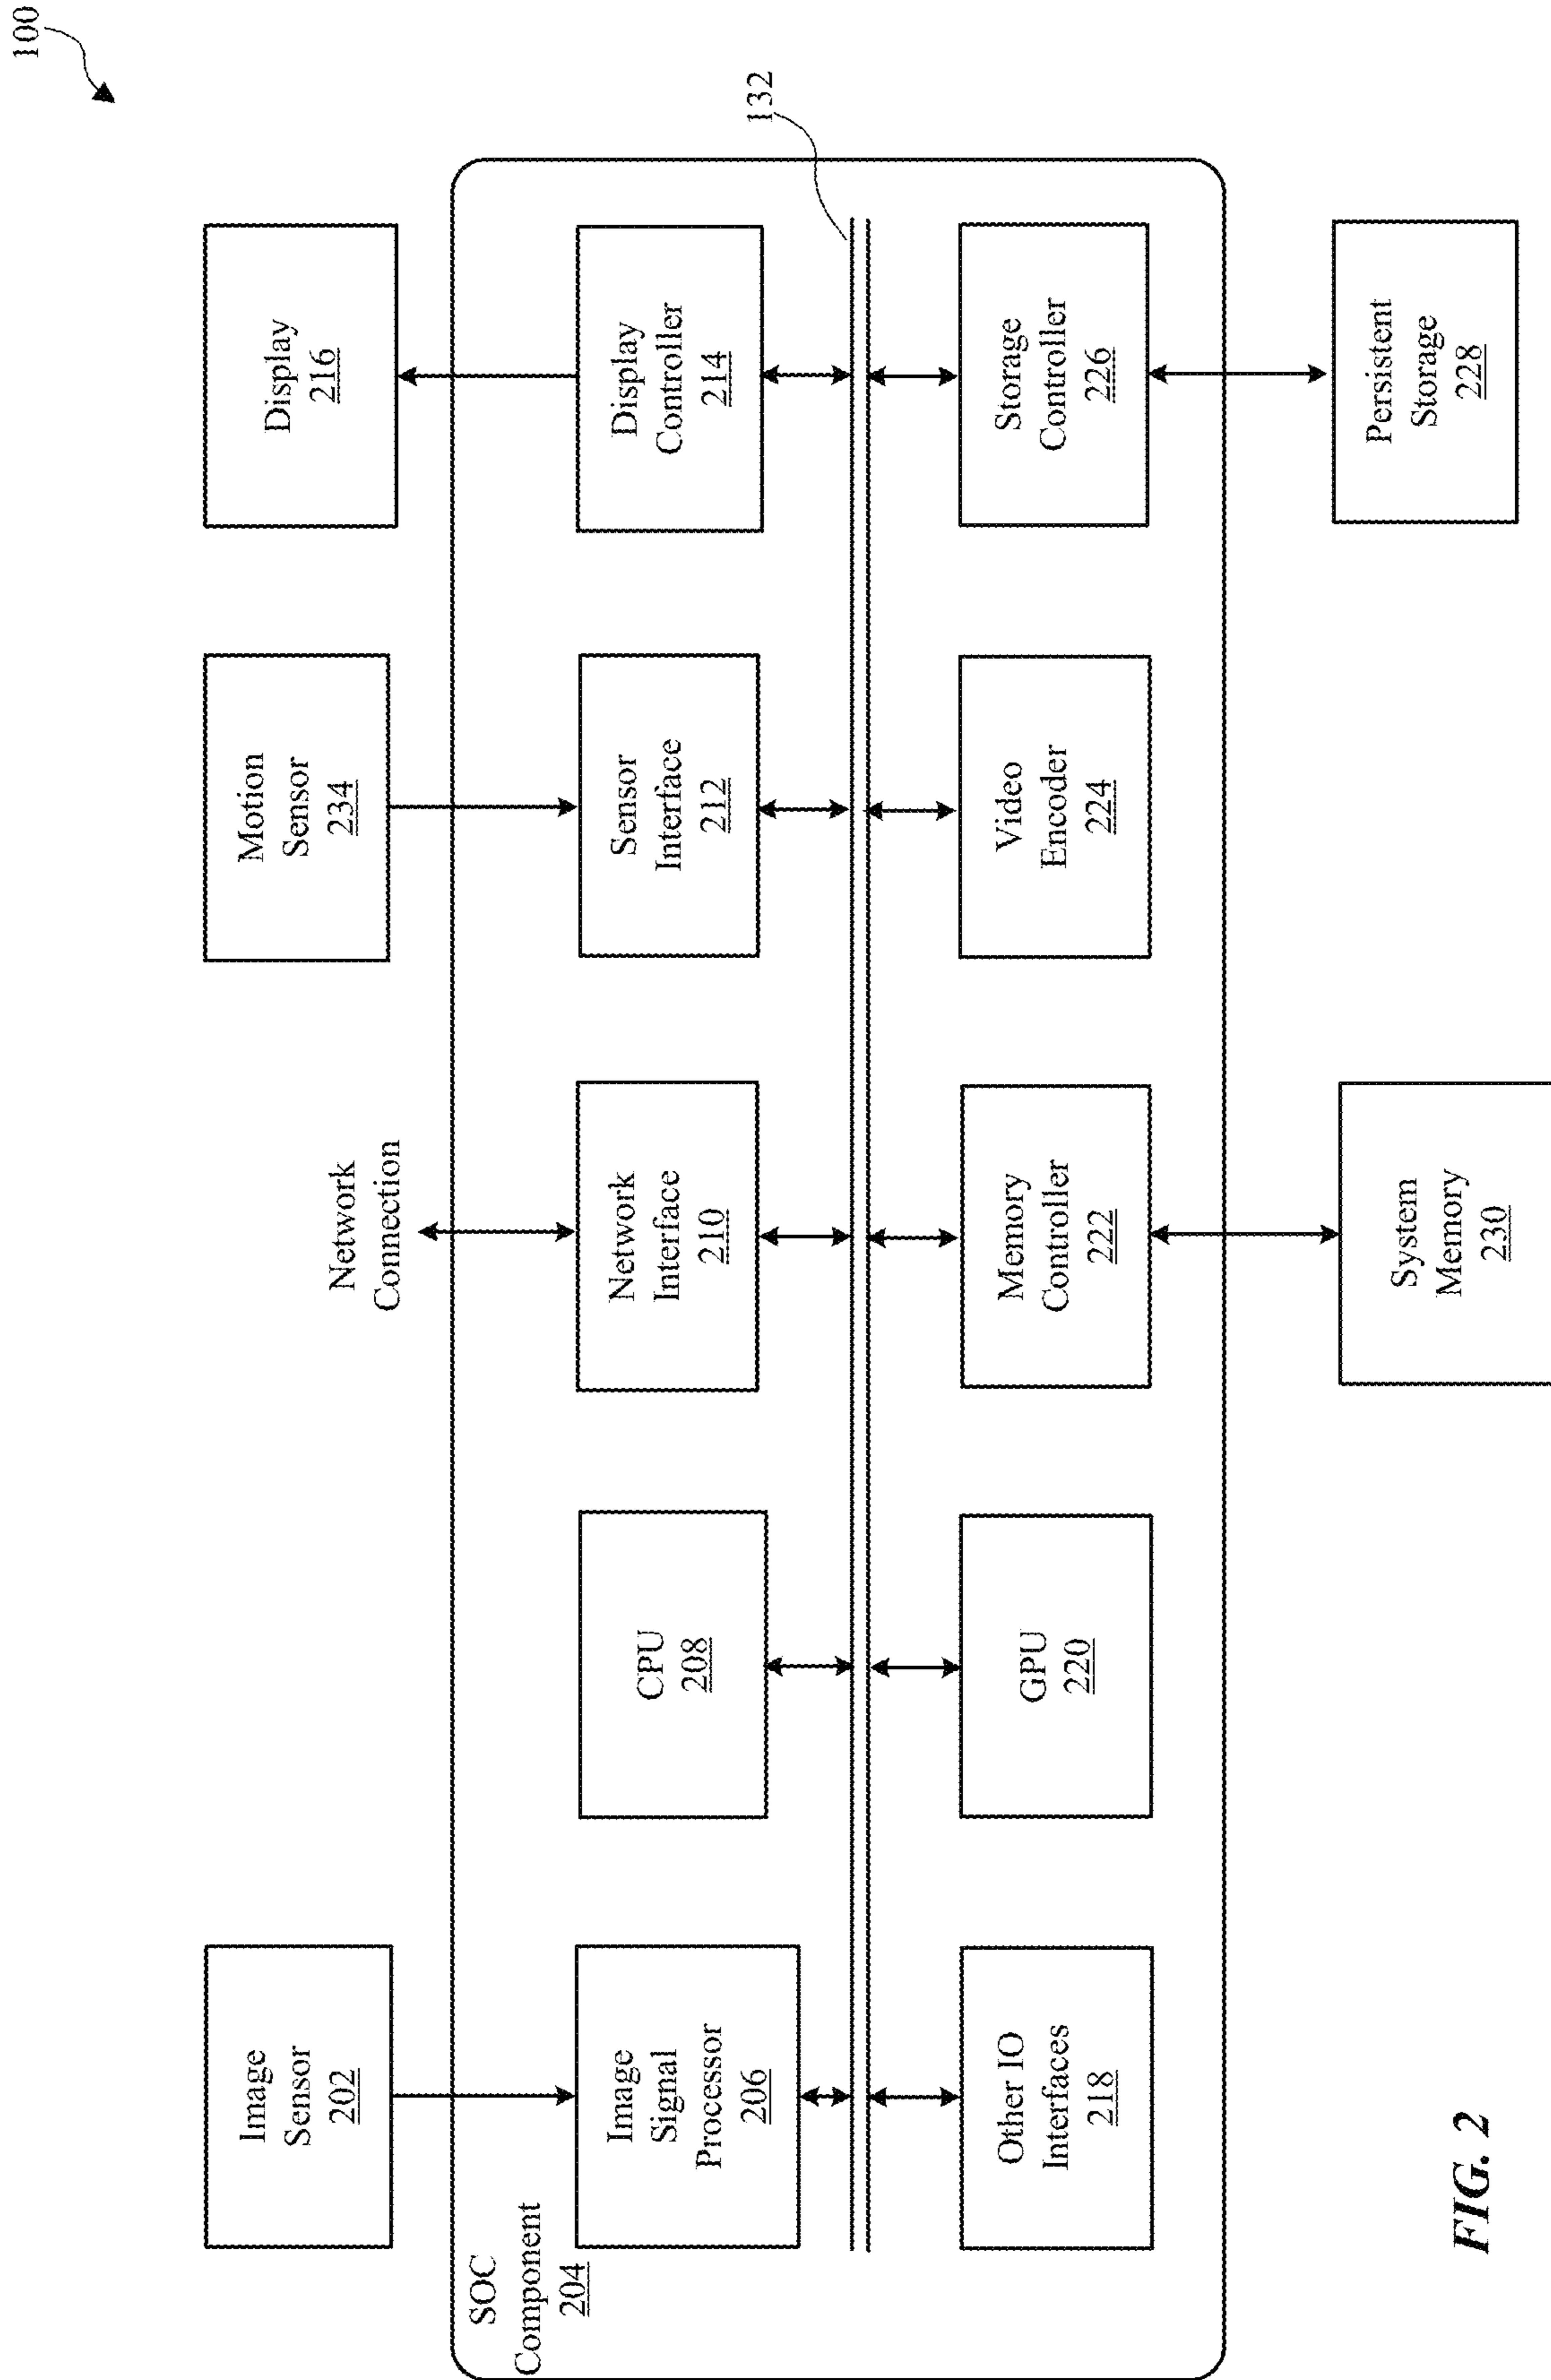 100
Image
Sensor
202
Motion
Sensor
234
Display
216
Network
Connection
SOC
Component
204
Image
Signal
Processor
206
CPU
208
Network
Interface
210
Sensor
Interface
212
Display
Controller
214
132
Other IO
Interfaces
218
GPU
220
Memory
Controller
222
Video
Encoder
224
Storage
Controller
226
System
Memory
230
Persistent
Storage
228
FIG. 2